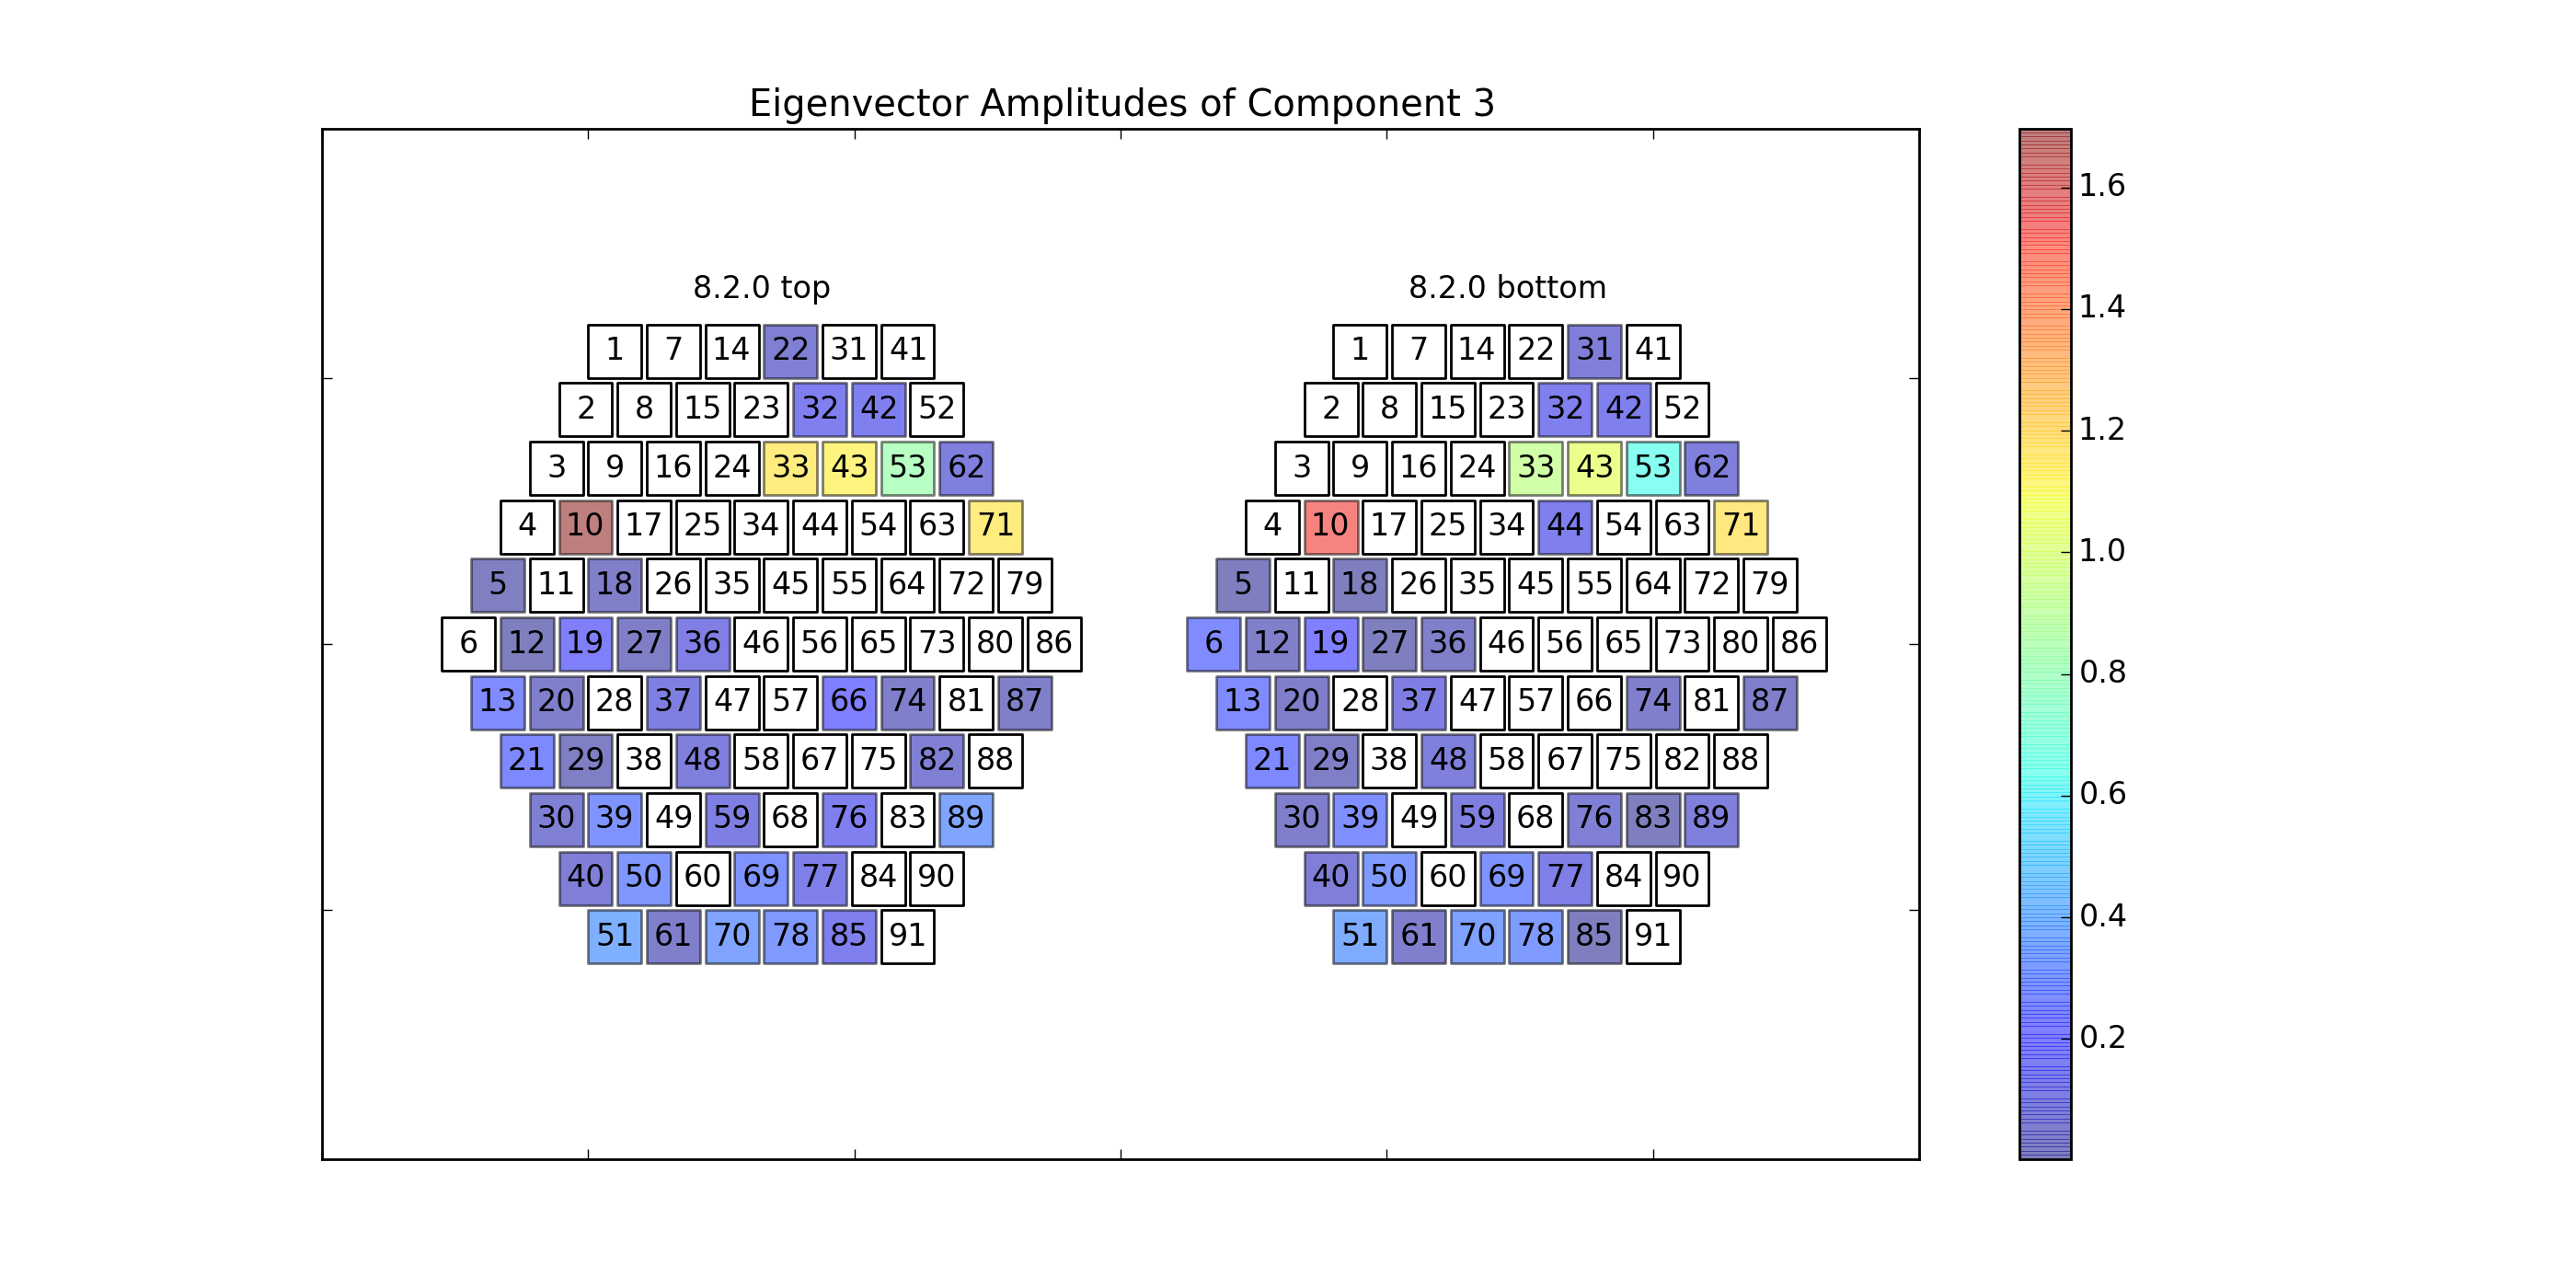 Eigenvector Amplitudes of Component 3
8.2.0 top
1 7 14 22 31 41
2 8 15 23 32 42 52
3 9 16 24 33 43 53 62
4 10 17 25 34 44 54 63 71
5 11 18 26 35 45 55 64 72 79
6 12 19 27 36 46 56 65 73 80 86
13 20 28 37 47 57 66 74 81 87
21 29 38 48 58 67 75 82 88
30 39 49 59 68 76 83 89
40 50 60 69 77 84 90
51 61 70 78 85 91
8.2.0 bottom
1 7 14 22 31 41
2 8 15 23 32 42 52
3 9 16 24 33 43 53 62
4 10 17 25 34 44 54 63 71
5 11 18 26 35 45 55 64 72 79
6 12 19 27 36 46 56 65 73 80 86
13 20 28 37 47 57 66 74 81 87
21 29 38 48 58 67 75 82 88
30 39 49 59 68 76 83 89
40 50 60 69 77 84 90
51 61 70 78 85 91
1.6
1.4
1.2
1.0
0.8
0.6
0.4
0.2